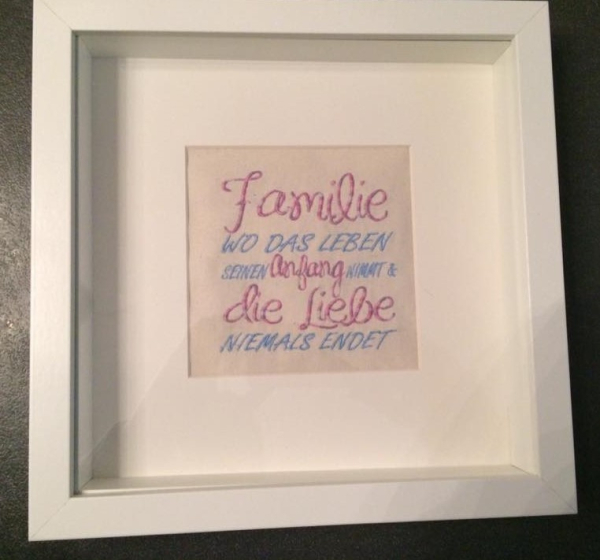 Familie
WO DAS LEBEN
SEINEN Anfang NIMMT &
die Liebe
NIEMALS ENDET